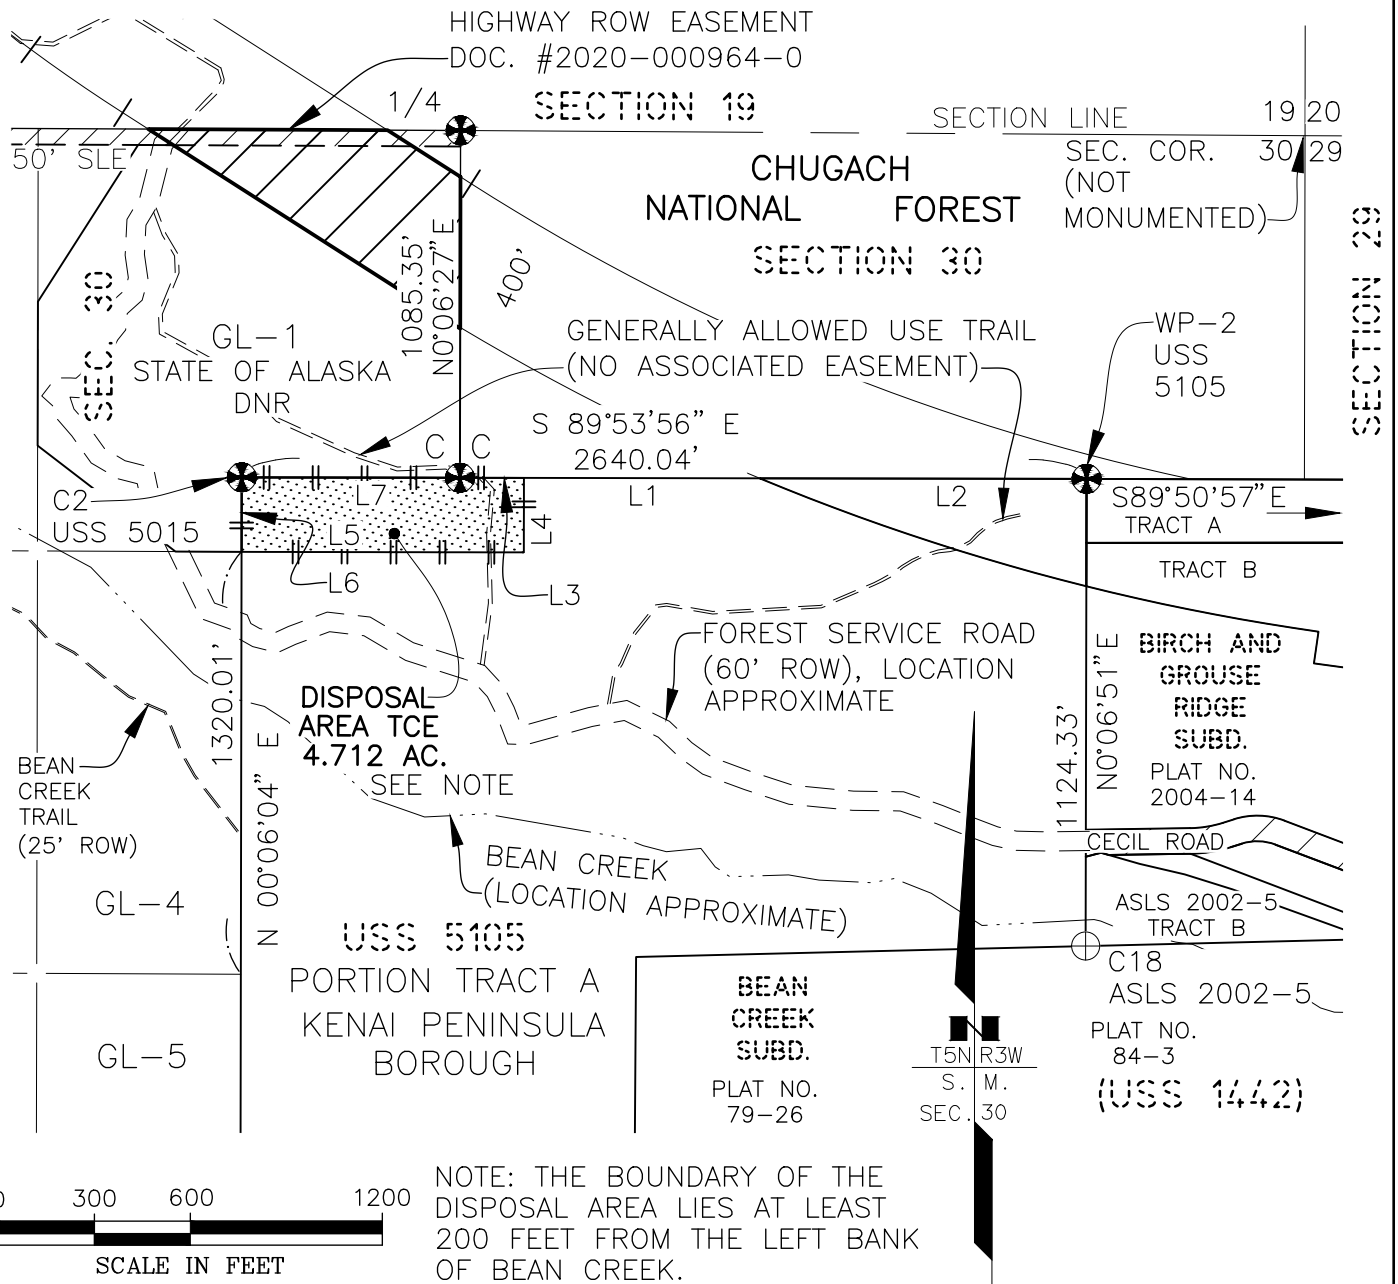 HIGHWAY ROW EASEMENT
DOC. #2020-000964-0
1/4
SECTION 19
SECTION LINE
19 20
50' SLE
SEC. COR.
30 29
(NOT
MONUMENTED)
CHUGACH
NATIONAL FOREST
SECTION 30
SECTION 29
SEC. 30
1085.35'
N0°06'27" E
400'
GL-1
STATE OF ALASKA
DNR
GENERALLY ALLOWED USE TRAIL
(NO ASSOCIATED EASEMENT)
WP-2
USS
5105
S 89°53'56" E
2640.04'
C C
C2
USS 5015
L7
L1
L2
S89°50'57"E
TRACT A
L5
L4
L6
L3
TRACT B
1320.01'
N 00°06'04" E
DISPOSAL
AREA TCE
4.712 AC.
SEE NOTE
FOREST SERVICE ROAD
(60' ROW), LOCATION
APPROXIMATE
1124.33'
N0°06'51" E
BIRCH AND
GROUSE
RIDGE
SUBD.
PLAT NO.
2004-14
BEAN
CREEK
TRAIL
(25' ROW)
CECIL ROAD
BEAN CREEK
(LOCATION APPROXIMATE)
GL-4
ASLS 2002-5
TRACT B
USS 5105
PORTION TRACT A
KENAI PENINSULA
BOROUGH
C18
ASLS 2002-5
BEAN
CREEK
SUBD.
PLAT NO.
79-26
N
T5N R3W
S. M.
SEC. 30
PLAT NO.
84-3
(USS 1442)
GL-5
0 300 600 1200
SCALE IN FEET
NOTE: THE BOUNDARY OF THE
DISPOSAL AREA LIES AT LEAST
200 FEET FROM THE LEFT BANK
OF BEAN CREEK.